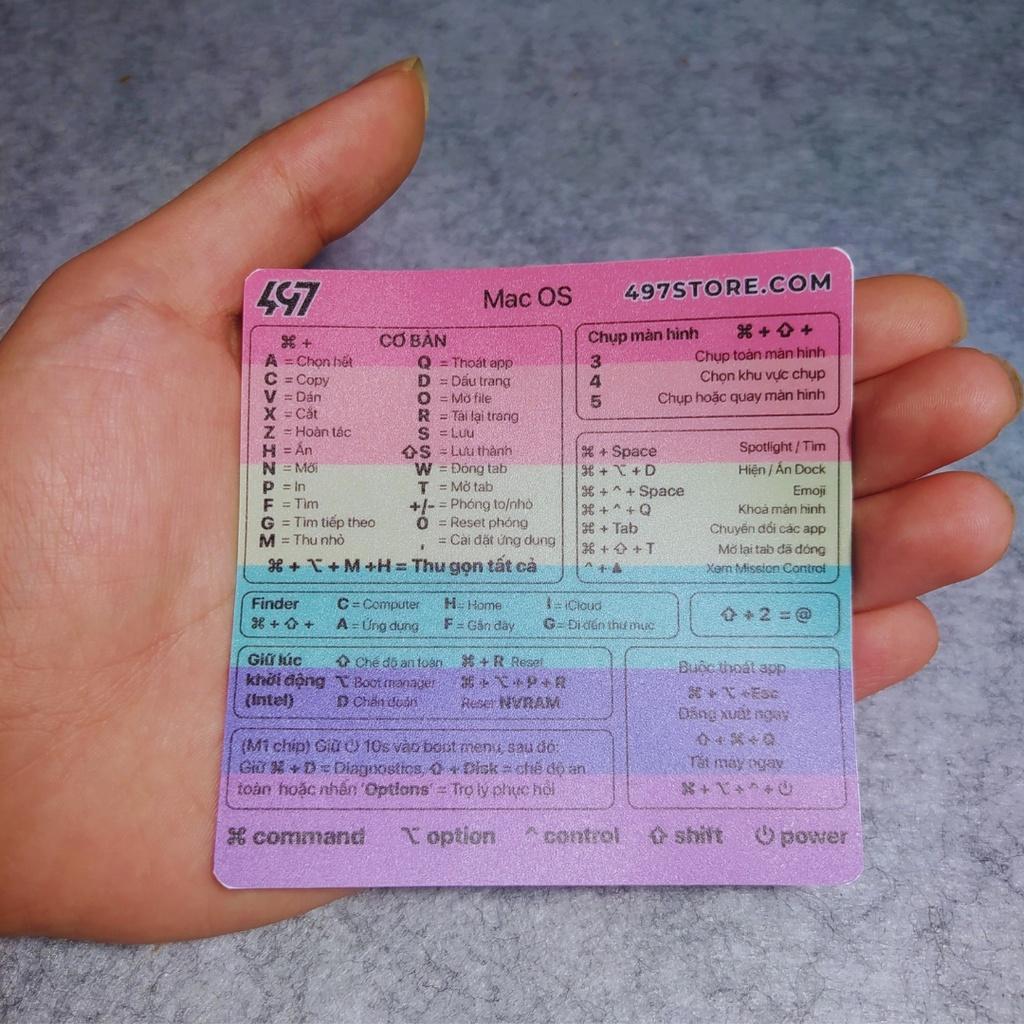 497
Mac OS
497STORE.COM
⌘ + CƠ BẢN
A = Chọn hết
C = Copy
V = Dán
X = Cắt
Z = Hoàn tác
H = Ẩn
N = Mới
P = In
F = Tìm
G = Tìm tiếp theo
M = Thu nhỏ
Q = Thoát app
D = Dấu trang
O = Mở file
R = Tải lại trang
S = Lưu
⇧S = Lưu thành
W = Đóng tab
T = Mở tab
+/- = Phóng to/nhỏ
0 = Reset phóng
, = Cài đặt ứng dụng
⌘ + ⌥ + M +H = Thu gọn tất cả
Chụp màn hình ⌘ + ⇧ +
3 Chụp toàn màn hình
4 Chọn khu vực chụp
5 Chụp hoặc quay màn hình
⌘ + Space Spotlight / Tìm
⌘ + ⌥ + D Hiện / Ẩn Dock
⌘ + ^ + Space Emoji
⌘ + ^ + Q Khoá màn hình
⌘ + Tab Chuyển đổi các app
⌘ + ⇧ + T Mở lại tab đã đóng
^ + ▲ Xem Mission Control
Finder C = Computer H = Home I = iCloud
⌘ + ⇧ + A = Ứng dụng F = Gần đây G = Đi đến thư mục
⇧ + 2 = @
Giữ lúc ⇧ Chế độ an toàn ⌘ + R Reset
khởi động ⌥ Boot manager ⌘ + ⌥ + P + R
(Intel) D Chẩn đoán Reset NVRAM
(M1 chip) Giữ ⏻ 10s vào boot menu, sau đó:
Giữ ⌘ + D = Diagnostics, ⇧ + Disk = chế độ an
toàn hoặc nhấn 'Options' = Trợ lý phục hồi
Buộc thoát app
⌘ + ⌥ +Esc
Đăng xuất ngay
⇧ + ⌘ + Q
Tắt máy ngay
⌘ + ⌥ + ^ + ⏻
⌘ command ⌥ option ^ control ⇧ shift ⏻ power